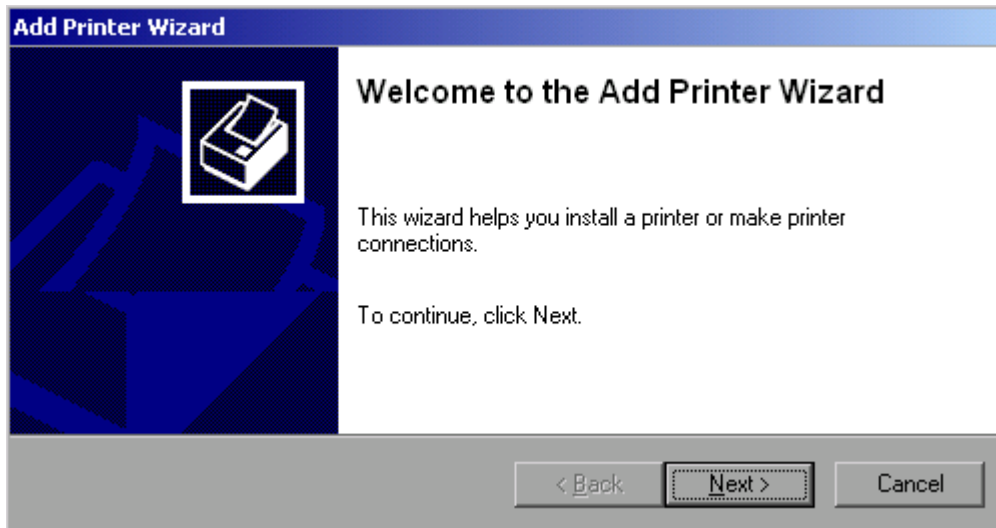 Add Printer Wizard
Welcome to the Add Printer Wizard
This wizard helps you install a printer or make printer
connections.
To continue, click Next.
< Back
Next >
Cancel